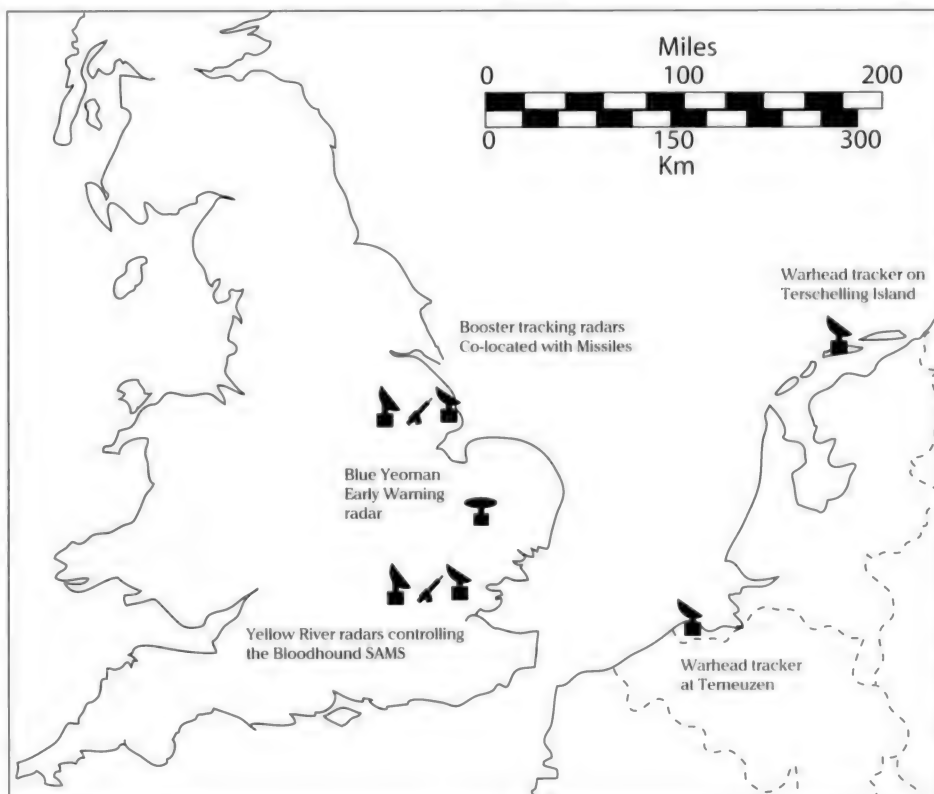 Miles
0 100 200
0 150 300
Km
Warhead tracker on
Terschelling Island
Booster tracking radars
Co-located with Missiles
Blue Yeoman
Early Warning
radar
Yellow River radars controlling
the Bloodhound SAMS
Warhead tracker
at Terneuzen